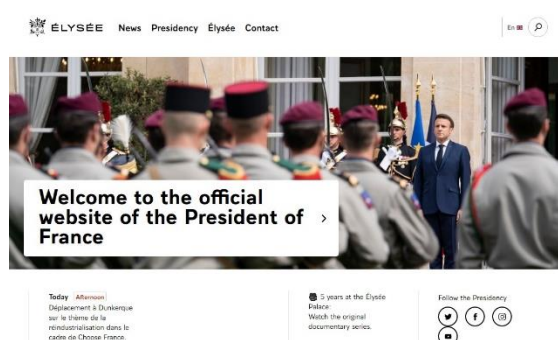 ÉLYSÉE News Presidency Élysée Contact En
Welcome to the official
website of the President of
France
Today Afternoon
Déplacement à Dunkerque
sur le thème de la
réindustrialisation dans le
cadre de Choose France.
5 years at the Élysée
Palace:
Watch the original
documentary series.
Follow the Presidency